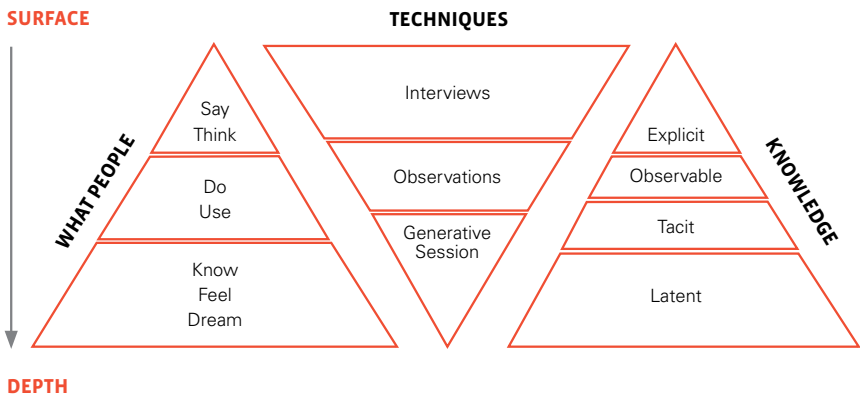 SURFACE
TECHNIQUES
WHAT PEOPLE
Say
Think
Do
Use
Know
Feel
Dream
Interviews
Observations
Generative
Session
KNOWLEDGE
Explicit
Observable
Tacit
Latent
DEPTH